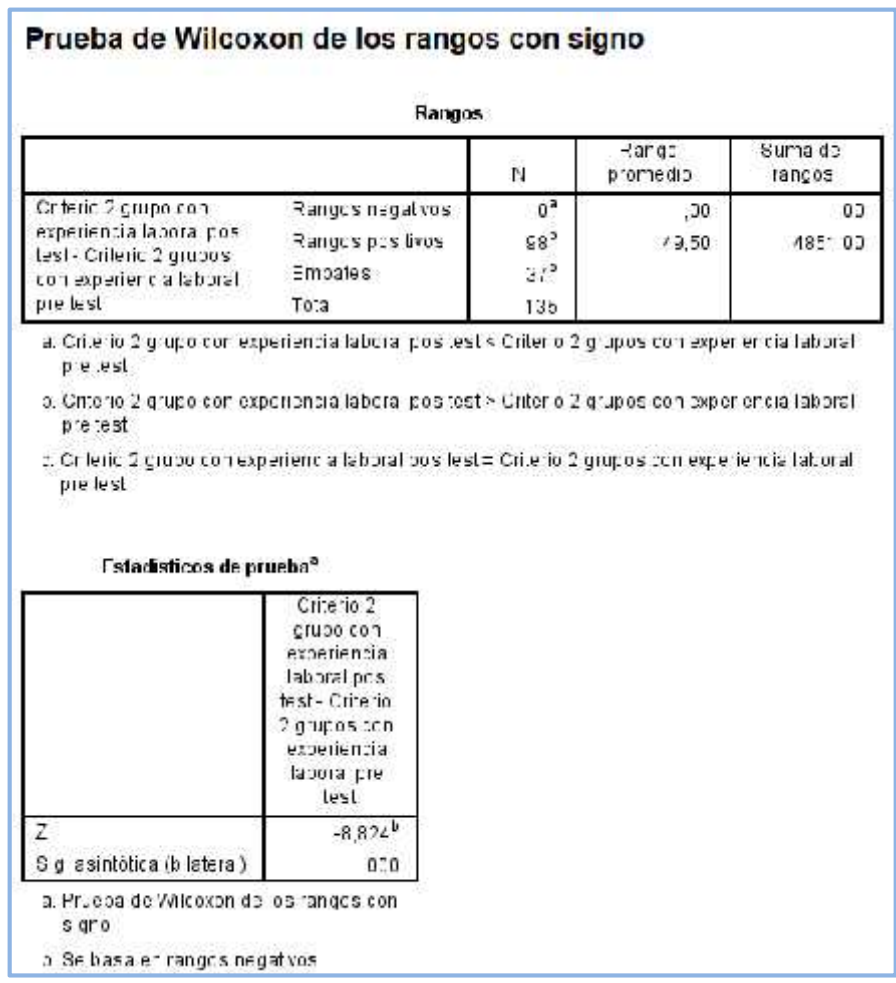 Prueba de Wilcoxon de los rangos con signo
Rangos
N
Rango promedio
Suma de rangos
Criterio 2 grupo con experiencia laboral pos test - Criterio 2 grupos con experiencia laboral pre test
Rangos negativos 0a ,00 ,00
Rangos positivos 98b 49,50 4851,00
Empates 37
Total 135
a. Criterio 2 grupo con experiencia laboral pos test < Criterio 2 grupos con experiencia laboral
pre test
b. Criterio 2 grupo con experiencia laboral pos test > Criterio 2 grupos con experiencia laboral
pre test
c. Criterio 2 grupo con experiencia laboral pos test = Criterio 2 grupos con experiencia laboral
pre test
Estadísticos de pruebaa
Criterio 2
grupo con
experiencia
laboral pos
test - Criterio
2 grupos con
experiencia
laboral pre
test
Z -8,824b
Sig. asintótica (bilateral) ,000
a. Prueba de Wilcoxon de los rangos con
signo
b. Se basa en rangos negativos